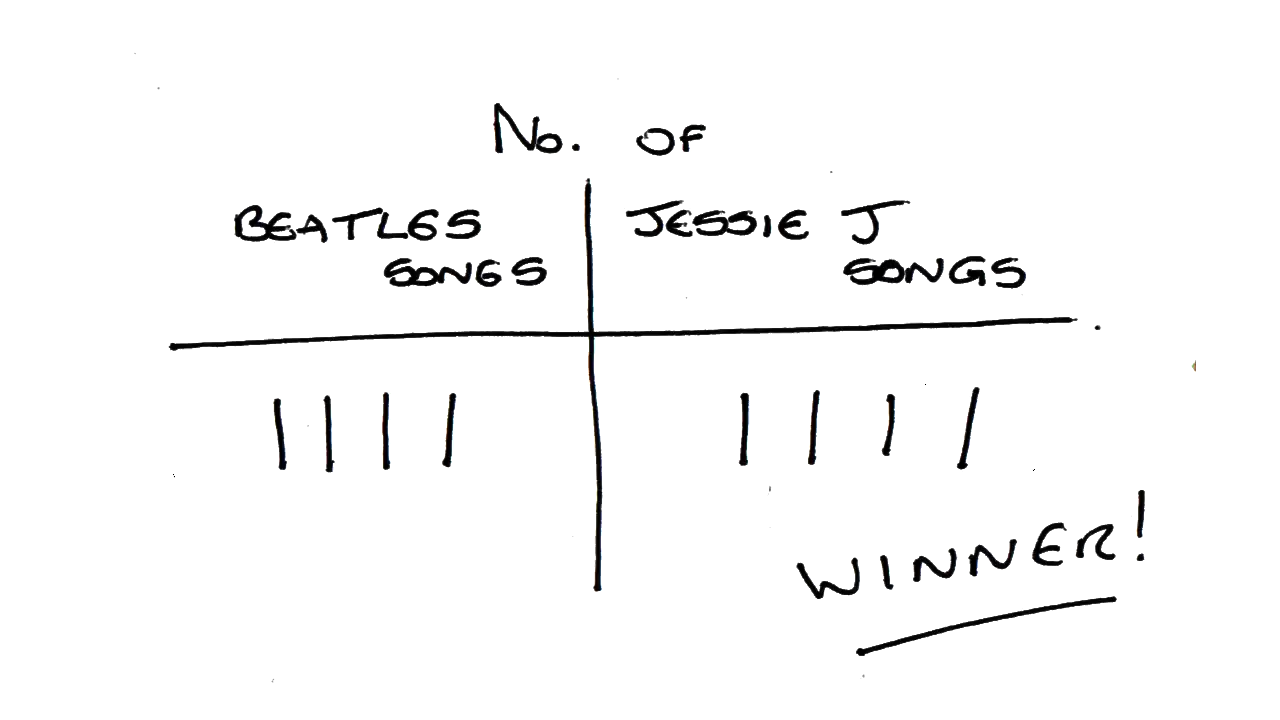 No. OF
BEATLES
SONGS
JESSIE J
SONGS
| | | |
| | | |
WINNER!